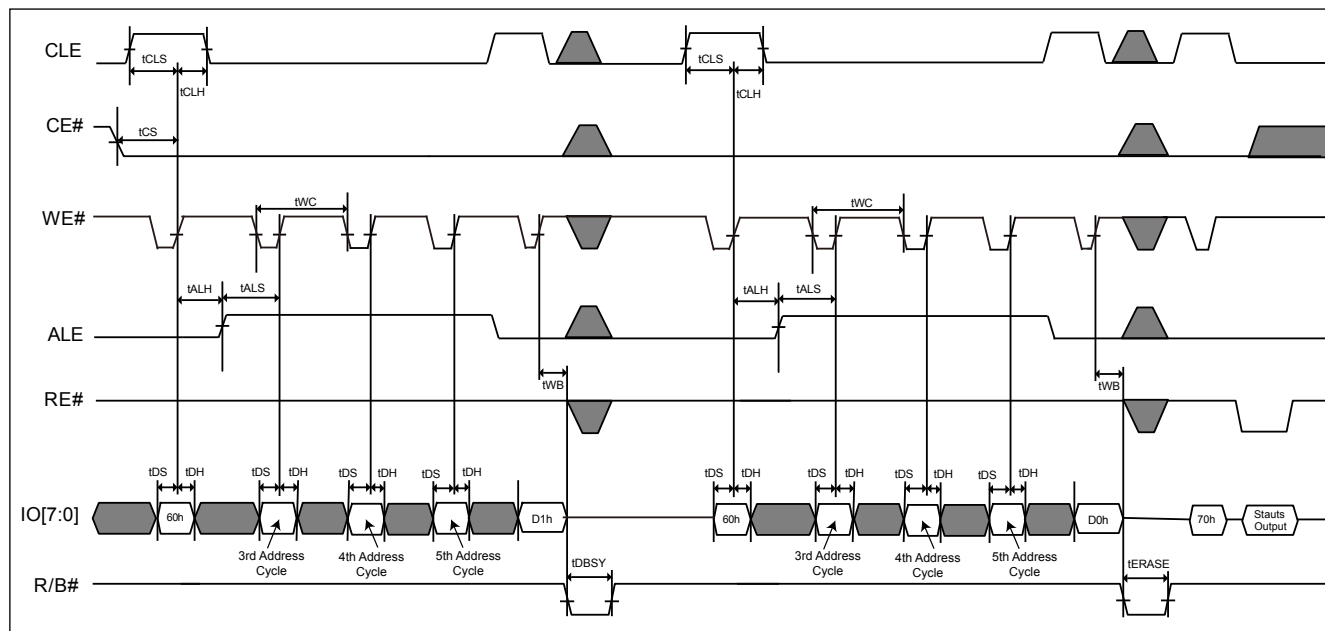 CLE
tCLS
tCLH
tCLS
tCLH
CE#
tCS
WE#
tWC
tWC
ALE
tALH
tALS
tALH
tALS
tWB
tWB
RE#
tDS
tDH
tDS
tDH
tDS
tDH
tDS
tDH
tDS
tDH
tDS
tDH
tDS
tDH
tDS
tDH
IO[7:0]
60h
D1h
60h
D0h
70h
Stauts
Output
3rd Address
Cycle
4th Address
Cycle
5th Address
Cycle
3rd Address
Cycle
4th Address
Cycle
5th Address
Cycle
R/B#
tDBSY
tERASE